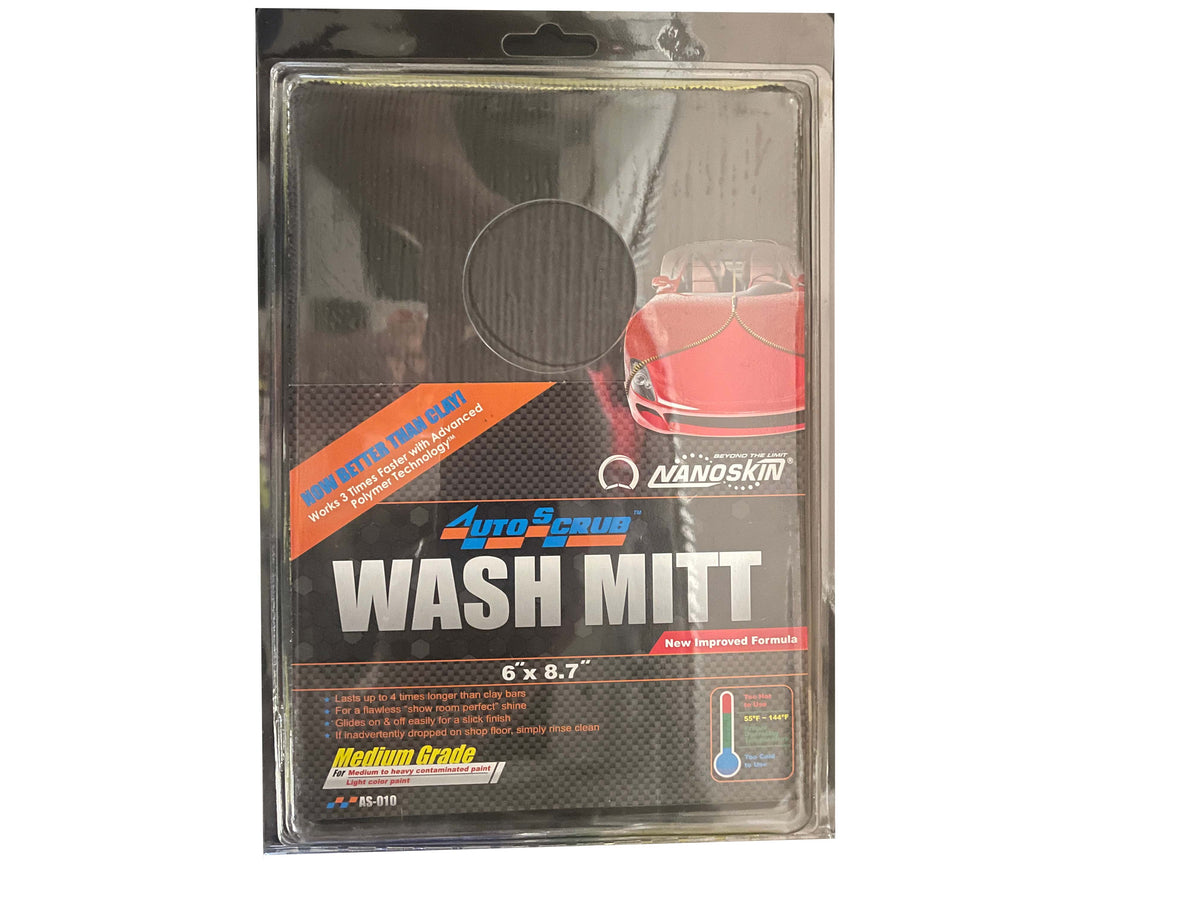 NOW BETTER THAN CLAY!
Works 3 Times Faster with Advanced
Polymer Technology™
BEYOND THE LIMIT
NANOSKIN®
AUTO SCRUB™
WASH MITT
New Improved Formula
6″x 8.7″
Lasts up to 4 times longer than clay bars
For a flawless "show room perfect" shine
Glides on & off easily for a slick finish
If inadvertently dropped on shop floor, simply rinse clean
Medium Grade
For Medium to heavy contaminated paint
Light color paint
AS-010
Too Hot
to Use
55°F ~ 144°F
Too Cold
to Use